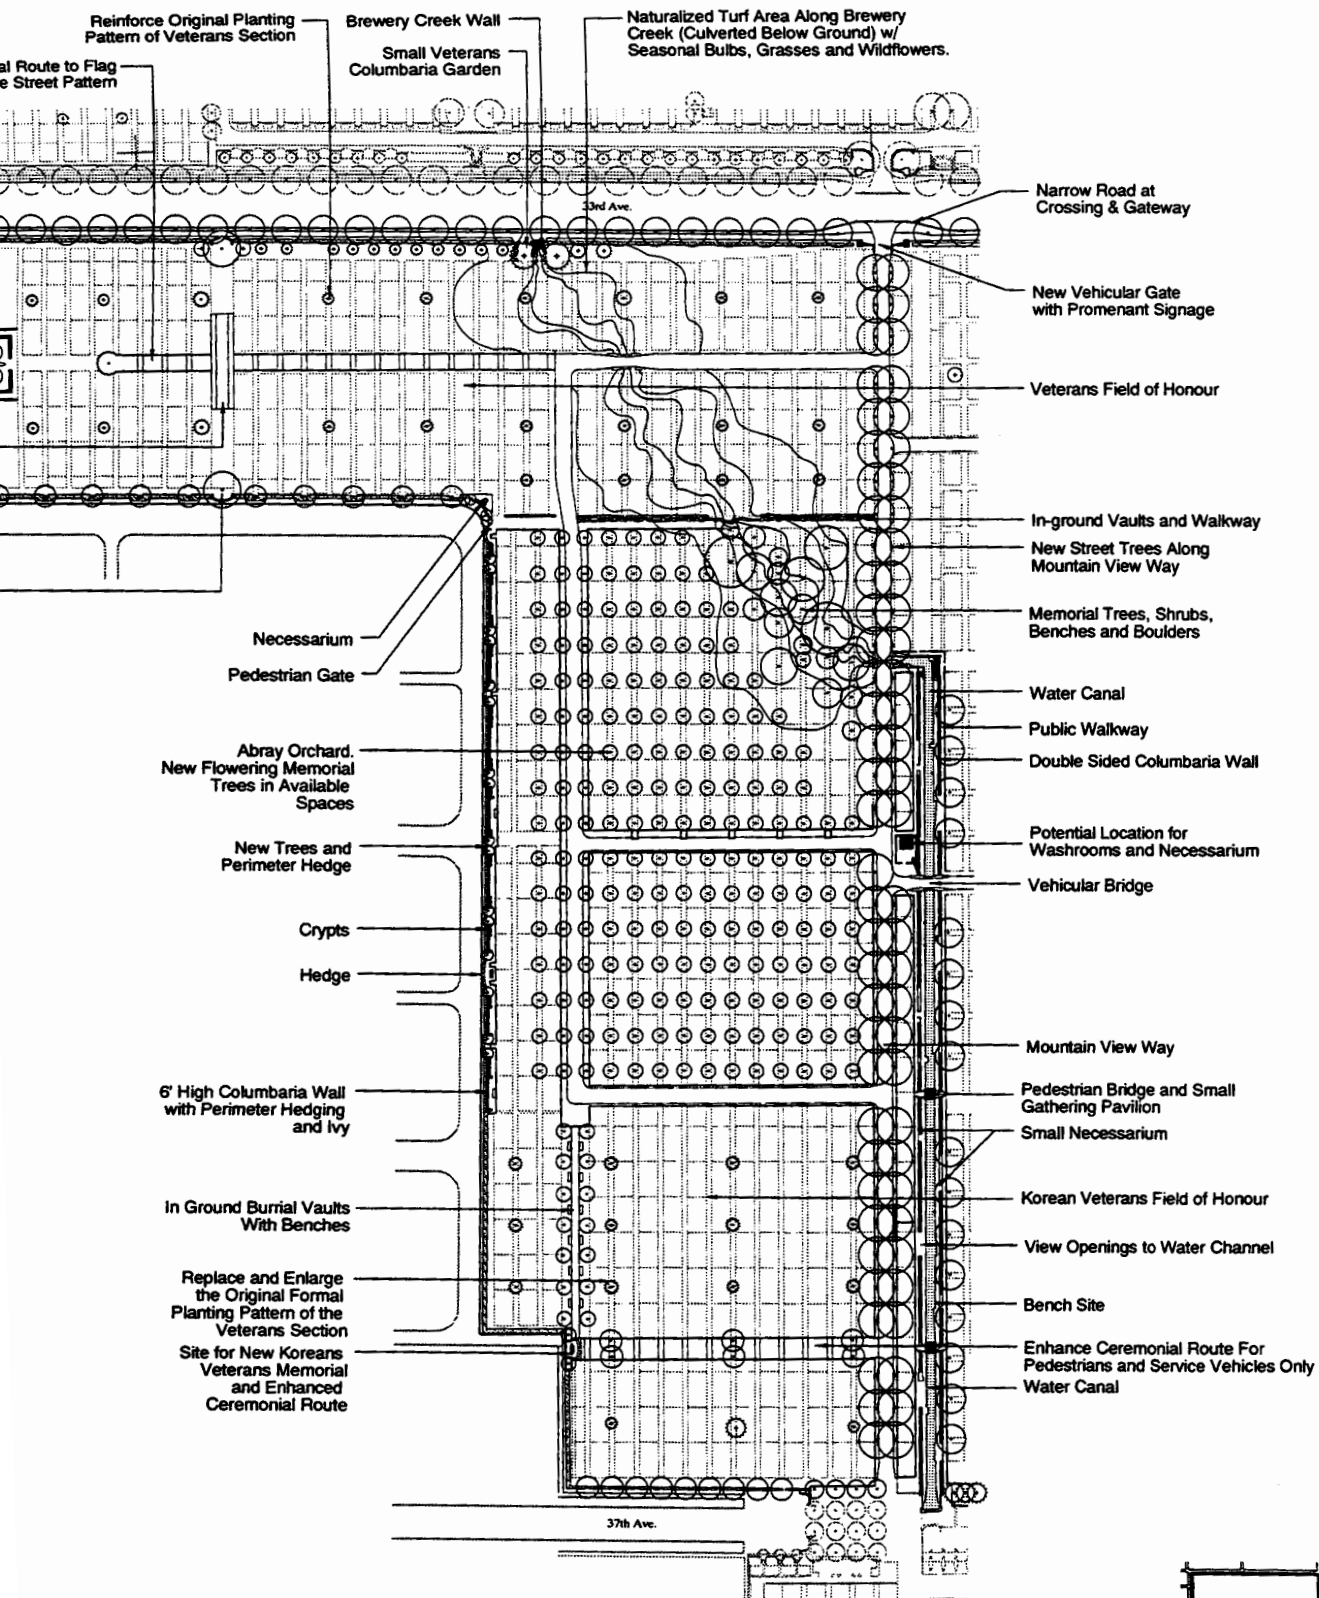 Reinforce Original Planting
Pattern of Veterans Section
Brewery Creek Wall
Small Veterans
Columbaria Garden
Naturalized Turf Area Along Brewery
Creek (Culverted Below Ground) w/
Seasonal Bulbs, Grasses and Wildflowers.
al Route to Flag
e Street Pattern
33rd Ave.
Narrow Road at
Crossing & Gateway
New Vehicular Gate
with Promenant Signage
Veterans Field of Honour
In-ground Vaults and Walkway
New Street Trees Along
Mountain View Way
Memorial Trees, Shrubs,
Benches and Boulders
Necessarium
Pedestrian Gate
Water Canal
Public Walkway
Double Sided Columbaria Wall
Abray Orchard.
New Flowering Memorial
Trees in Available
Spaces
New Trees and
Perimeter Hedge
Potential Location for
Washrooms and Necessarium
Vehicular Bridge
Crypts
Hedge
Mountain View Way
6' High Columbaria Wall
with Perimeter Hedging
and Ivy
Pedestrian Bridge and Small
Gathering Pavilion
Small Necessarium
In Ground Burrial Vaults
With Benches
Korean Veterans Field of Honour
View Openings to Water Channel
Replace and Enlarge
the Original Formal
Planting Pattern of the
Veterans Section
Bench Site
Site for New Koreans
Veterans Memorial
and Enhanced
Ceremonial Route
Enhance Ceremonial Route For
Pedestrians and Service Vehicles Only
Water Canal
37th Ave.